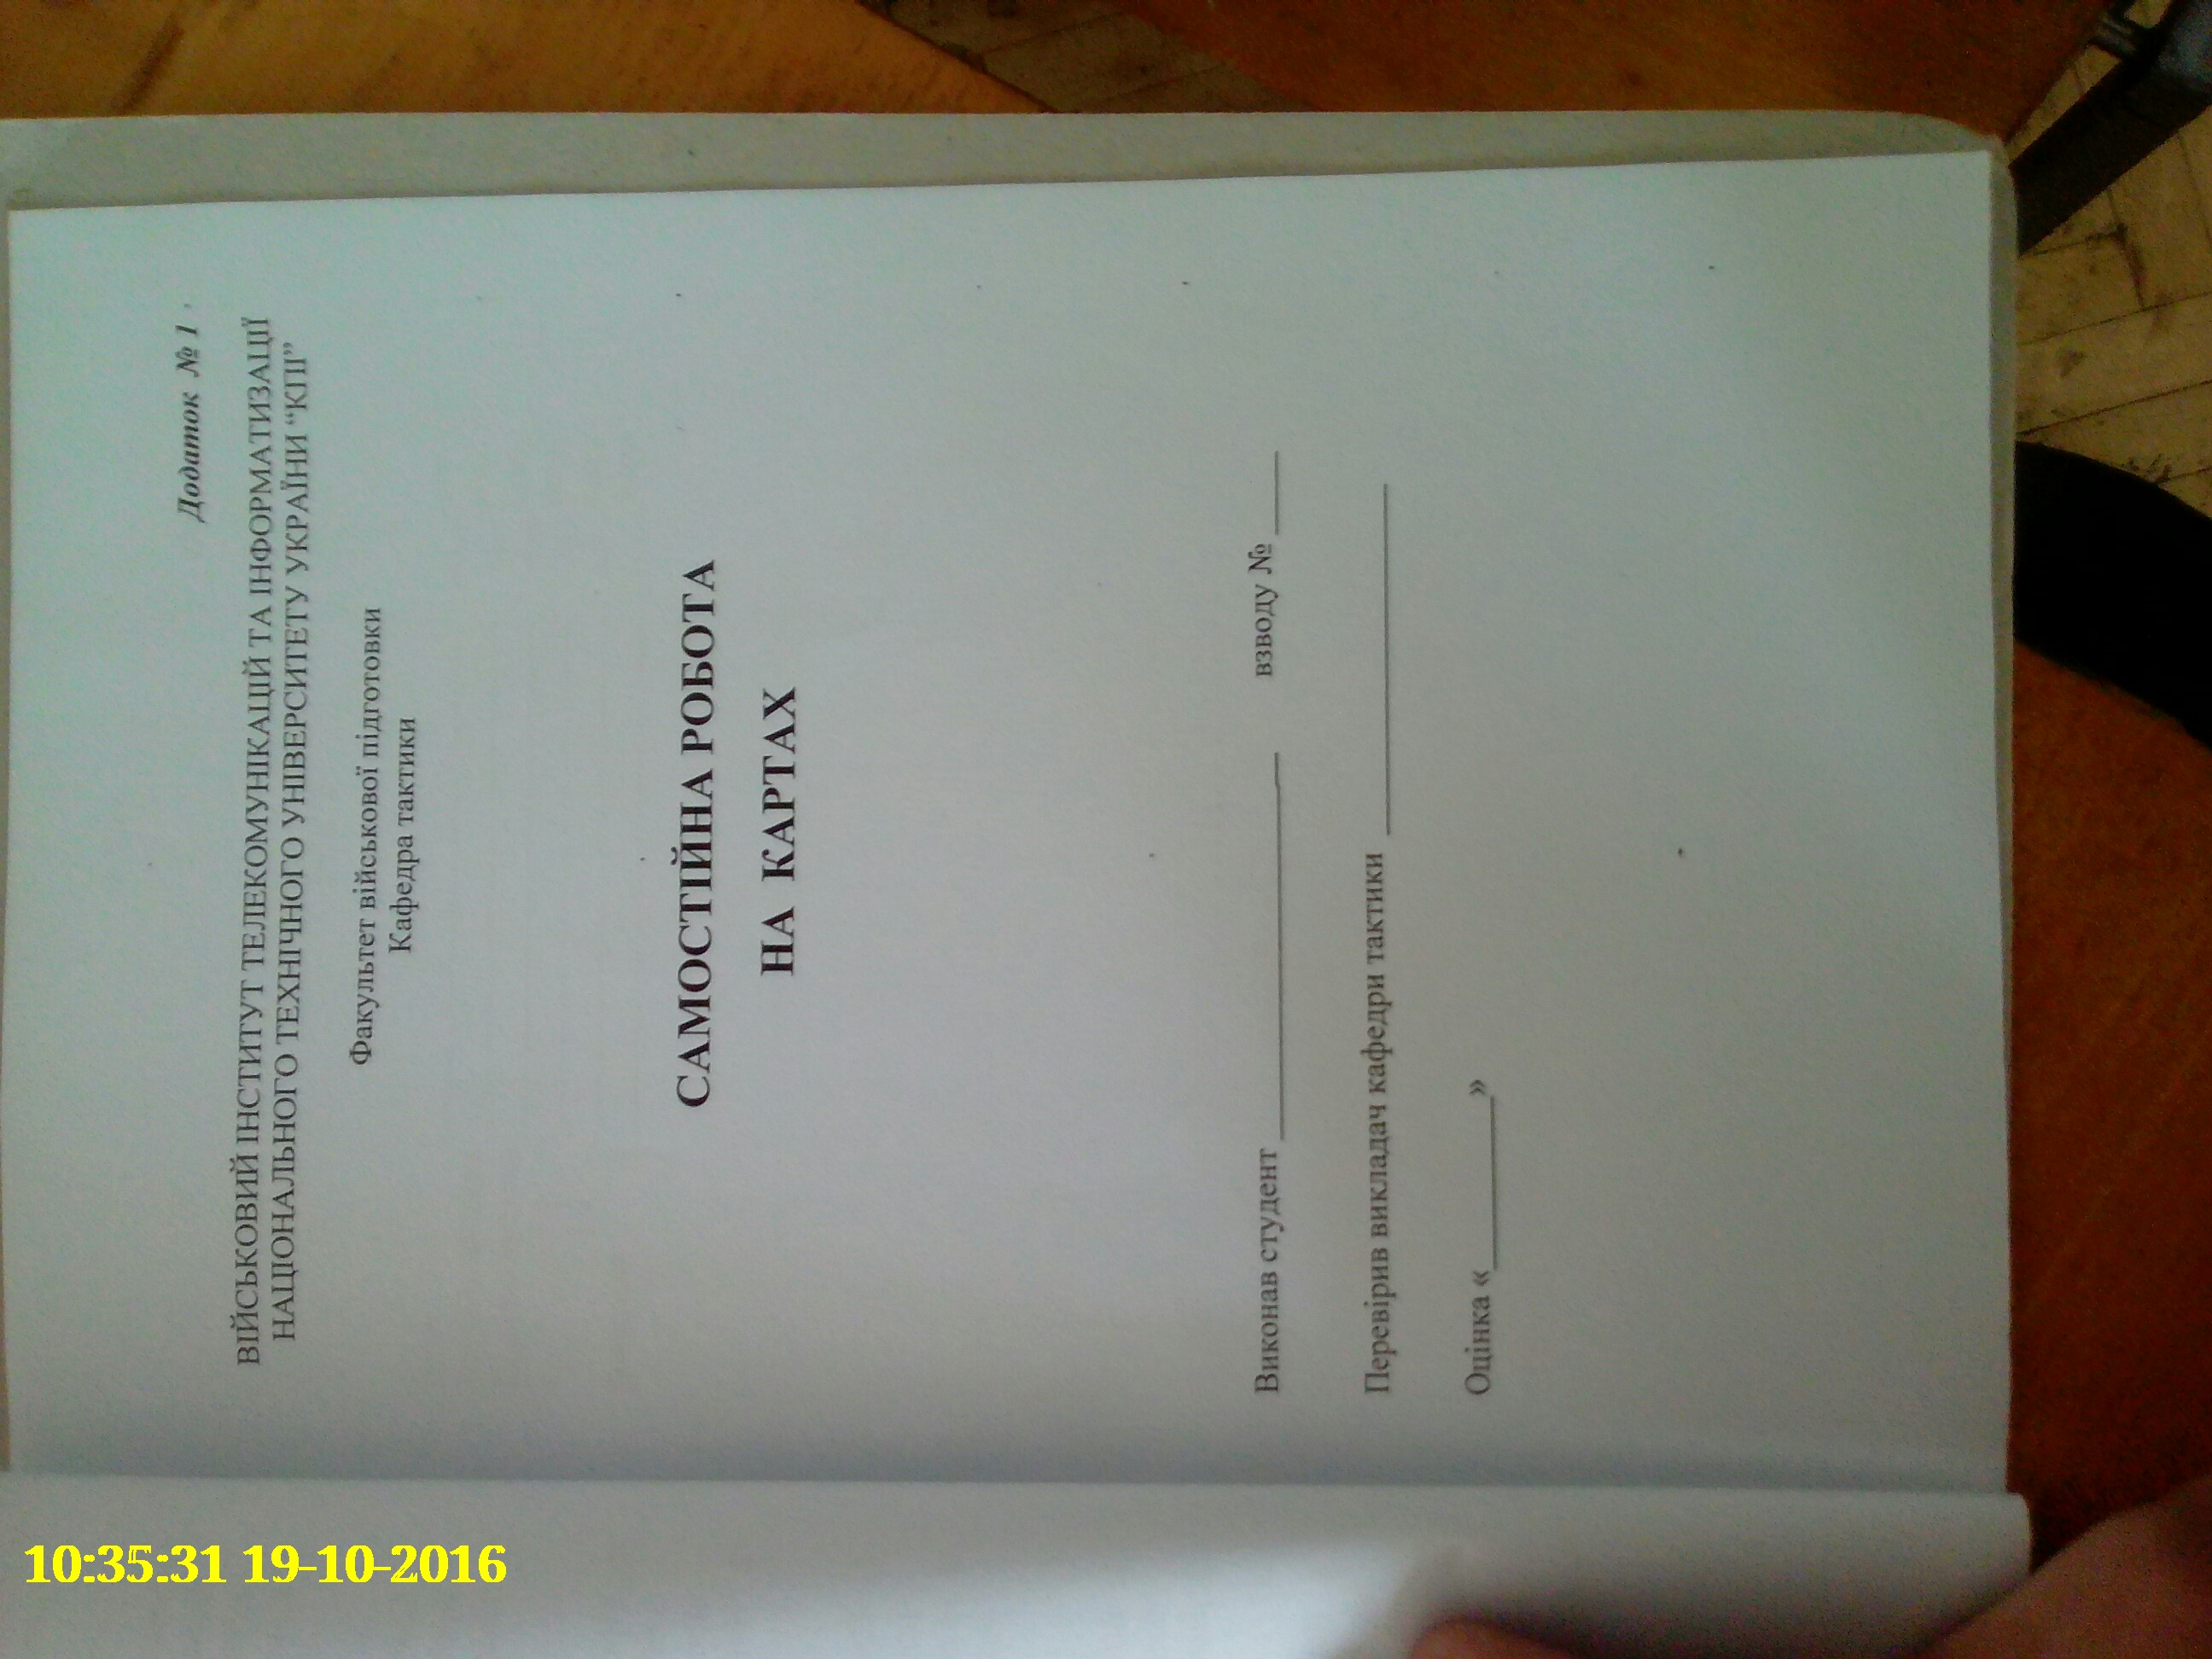 10:35:31 19-10-2016
Додаток № 1
ВІЙСЬКОВИЙ ІНСТИТУТ ТЕЛЕКОМУНІКАЦІЙ ТА ІНФОРМАТИЗАЦІЇ
НАЦІОНАЛЬНОГО ТЕХНІЧНОГО УНІВЕРСИТЕТУ УКРАЇНИ “КПІ”
Факультет військової підготовки
Кафедра тактики
САМОСТІЙНА РОБОТА
НА КАРТАХ
Виконав студент ______________________ взводу № _____
Перевірив викладач кафедри тактики ____________________
Оцінка «__________»